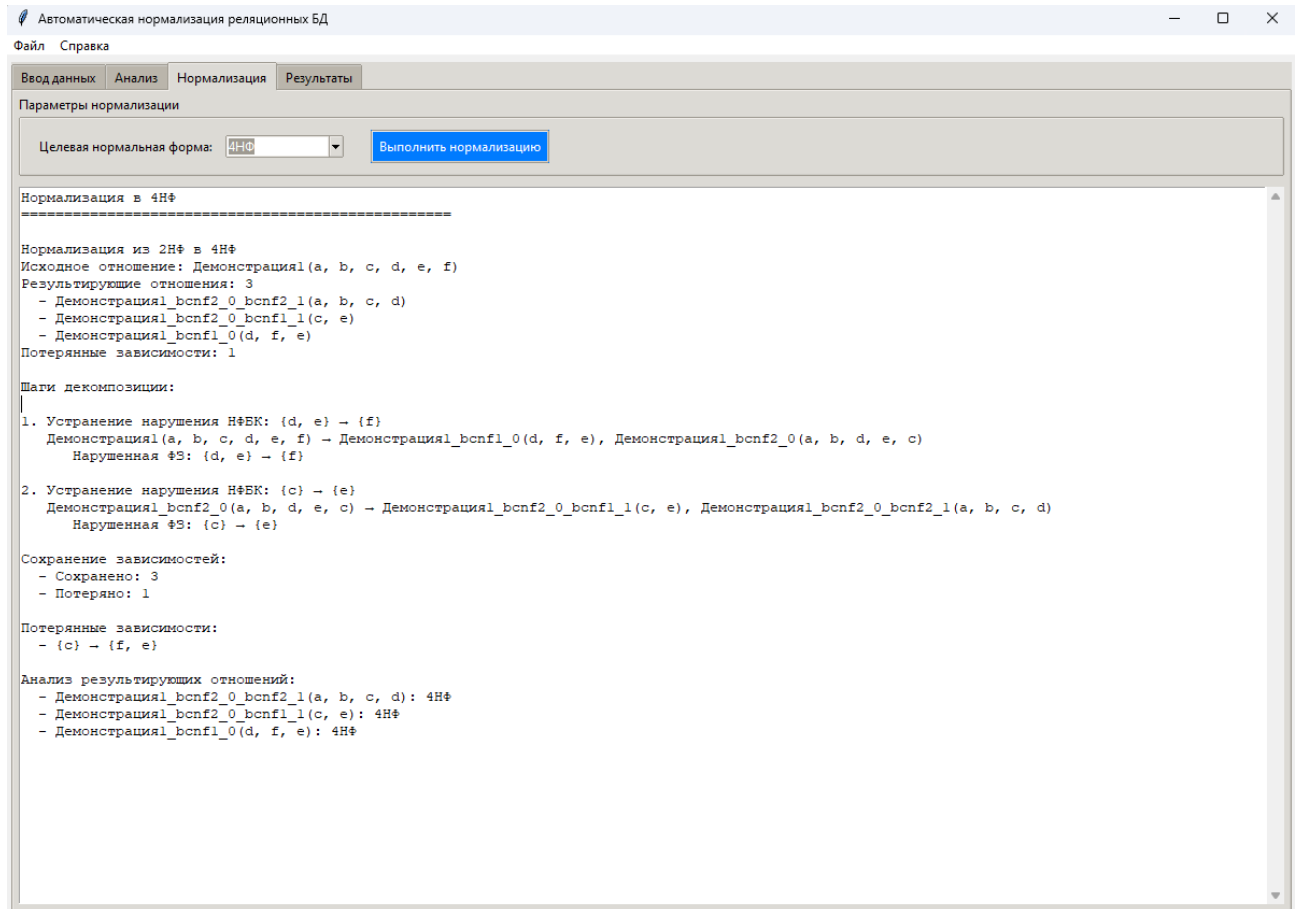 Автоматическая нормализация реляционных БД
Файл Справка
Ввод данных Анализ Нормализация Результаты
Параметры нормализации
Целевая нормальная форма: 4НФ Выполнить нормализацию
Нормализация в 4НФ
==================================================
Нормализация из 2НФ в 4НФ
Исходное отношение: Демонстрация1(a, b, c, d, e, f)
Результирующие отношения: 3
- Демонстрация1_bcnf2_0_bcnf2_1(a, b, c, d)
- Демонстрация1_bcnf2_0_bcnf1_1(c, e)
- Демонстрация1_bcnf1_0(d, f, e)
Потерянные зависимости: 1
Шаги декомпозиции:
1. Устранение нарушения НФБК: {d, e} → {f}
Демонстрация1(a, b, c, d, e, f) → Демонстрация1_bcnf1_0(d, f, e), Демонстрация1_bcnf2_0(a, b, d, e, c)
Нарушенная ФЗ: {d, e} → {f}
2. Устранение нарушения НФБК: {c} → {e}
Демонстрация1_bcnf2_0(a, b, d, e, c) → Демонстрация1_bcnf2_0_bcnf1_1(c, e), Демонстрация1_bcnf2_0_bcnf2_1(a, b, c, d)
Нарушенная ФЗ: {c} → {e}
Сохранение зависимостей:
- Сохранено: 3
- Потеряно: 1
Потерянные зависимости:
- {c} → {f, e}
Анализ результирующих отношений:
- Демонстрация1_bcnf2_0_bcnf2_1(a, b, c, d): 4НФ
- Демонстрация1_bcnf2_0_bcnf1_1(c, e): 4НФ
- Демонстрация1_bcnf1_0(d, f, e): 4НФ